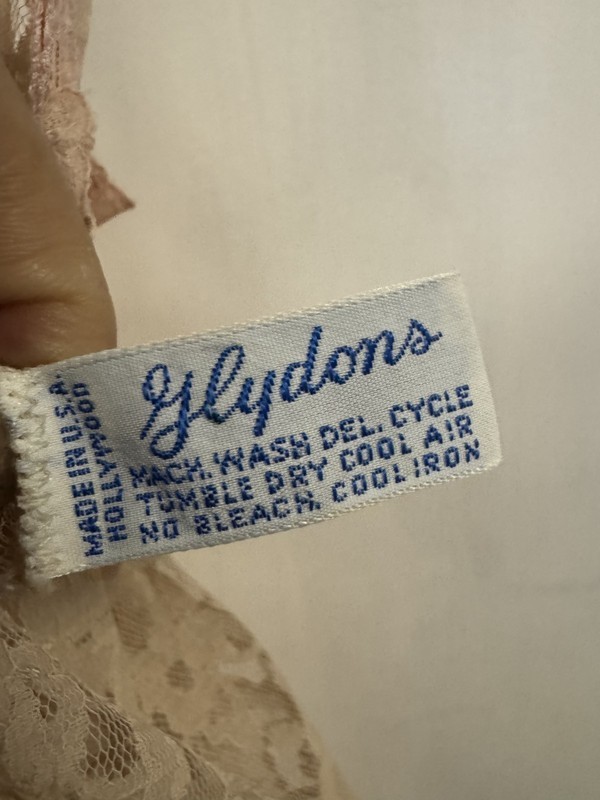 Glydons
MACH. WASH DEL. CYCLE
TUMBLE DRY COOL AIR
NO BLEACH. COOL IRON
MADE IN U.S.A.
HOLLYWOOD